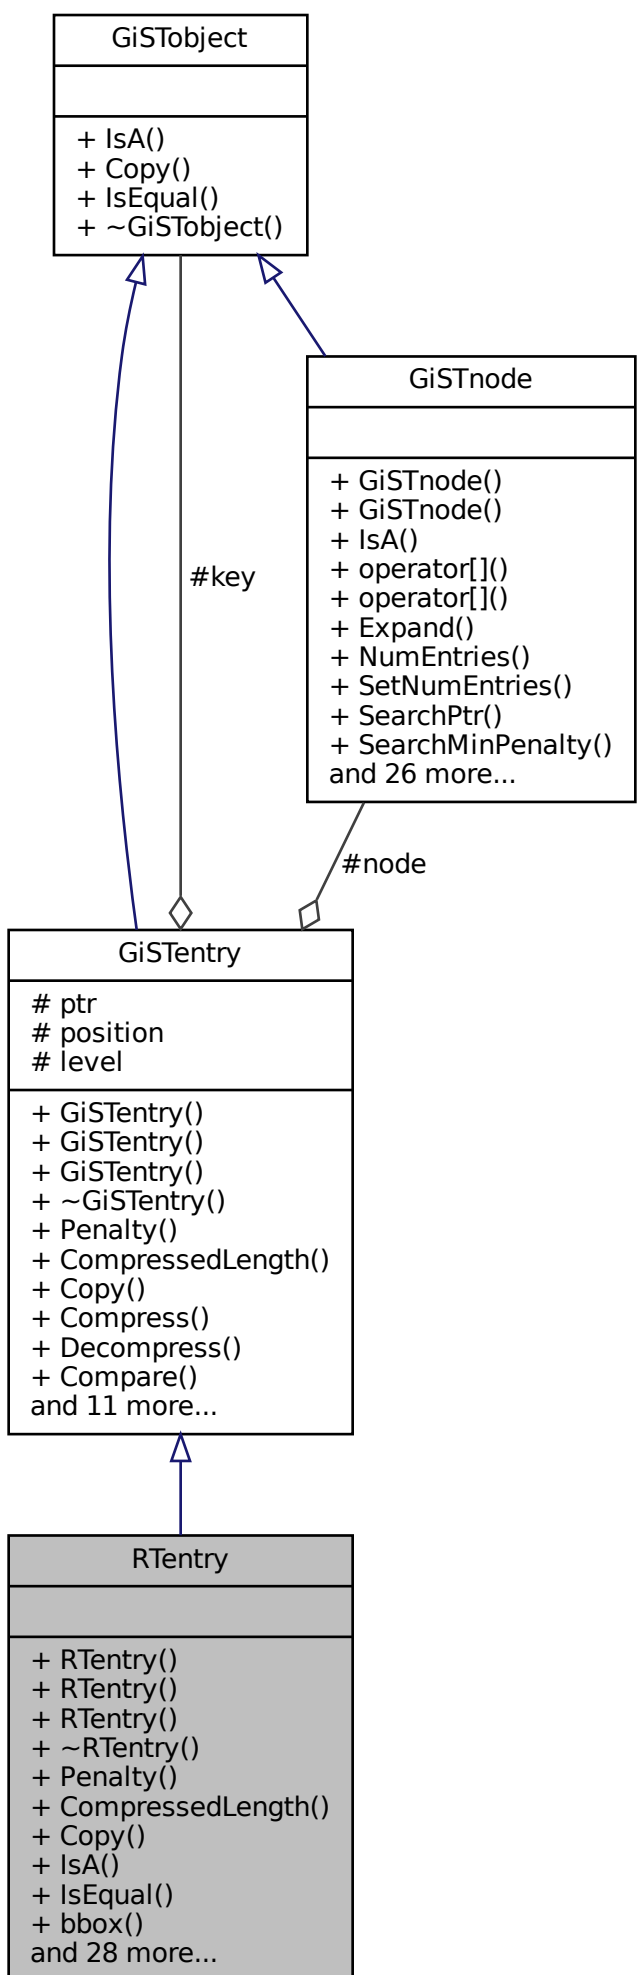 GiSTobject
+ IsA()
+ Copy()
+ IsEqual()
+ ~GiSTobject()
GiSTnode
+ GiSTnode()
+ GiSTnode()
+ IsA()
+ operator[]()
+ operator[]()
+ Expand()
+ NumEntries()
+ SetNumEntries()
+ SearchPtr()
+ SearchMinPenalty()
and 26 more...
#key
#node
GiSTentry
# ptr
# position
# level
+ GiSTentry()
+ GiSTentry()
+ GiSTentry()
+ ~GiSTentry()
+ Penalty()
+ CompressedLength()
+ Copy()
+ Compress()
+ Decompress()
+ Compare()
and 11 more...
RTentry
+ RTentry()
+ RTentry()
+ RTentry()
+ ~RTentry()
+ Penalty()
+ CompressedLength()
+ Copy()
+ IsA()
+ IsEqual()
+ bbox()
and 28 more...